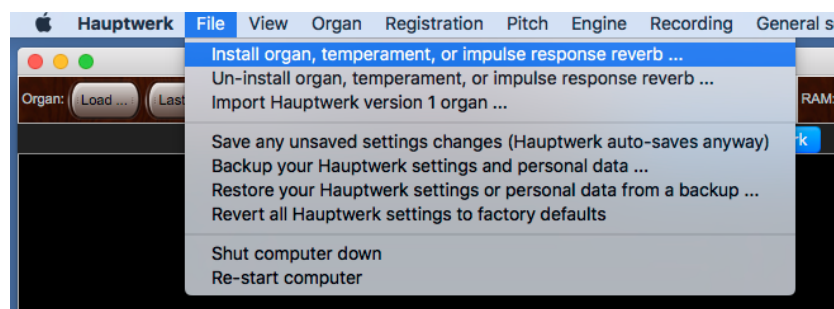 Hauptwerk File View Organ Registration Pitch Engine Recording General s
Install organ, temperament, or impulse response reverb ...
Organ: Load ... Last
Un-install organ, temperament, or impulse response reverb ...
RAM:
Import Hauptwerk version 1 organ ...
Save any unsaved settings changes (Hauptwerk auto-saves anyway)
k
Backup your Hauptwerk settings and personal data ...
Restore your Hauptwerk settings or personal data from a backup ...
Revert all Hauptwerk settings to factory defaults
Shut computer down
Re-start computer